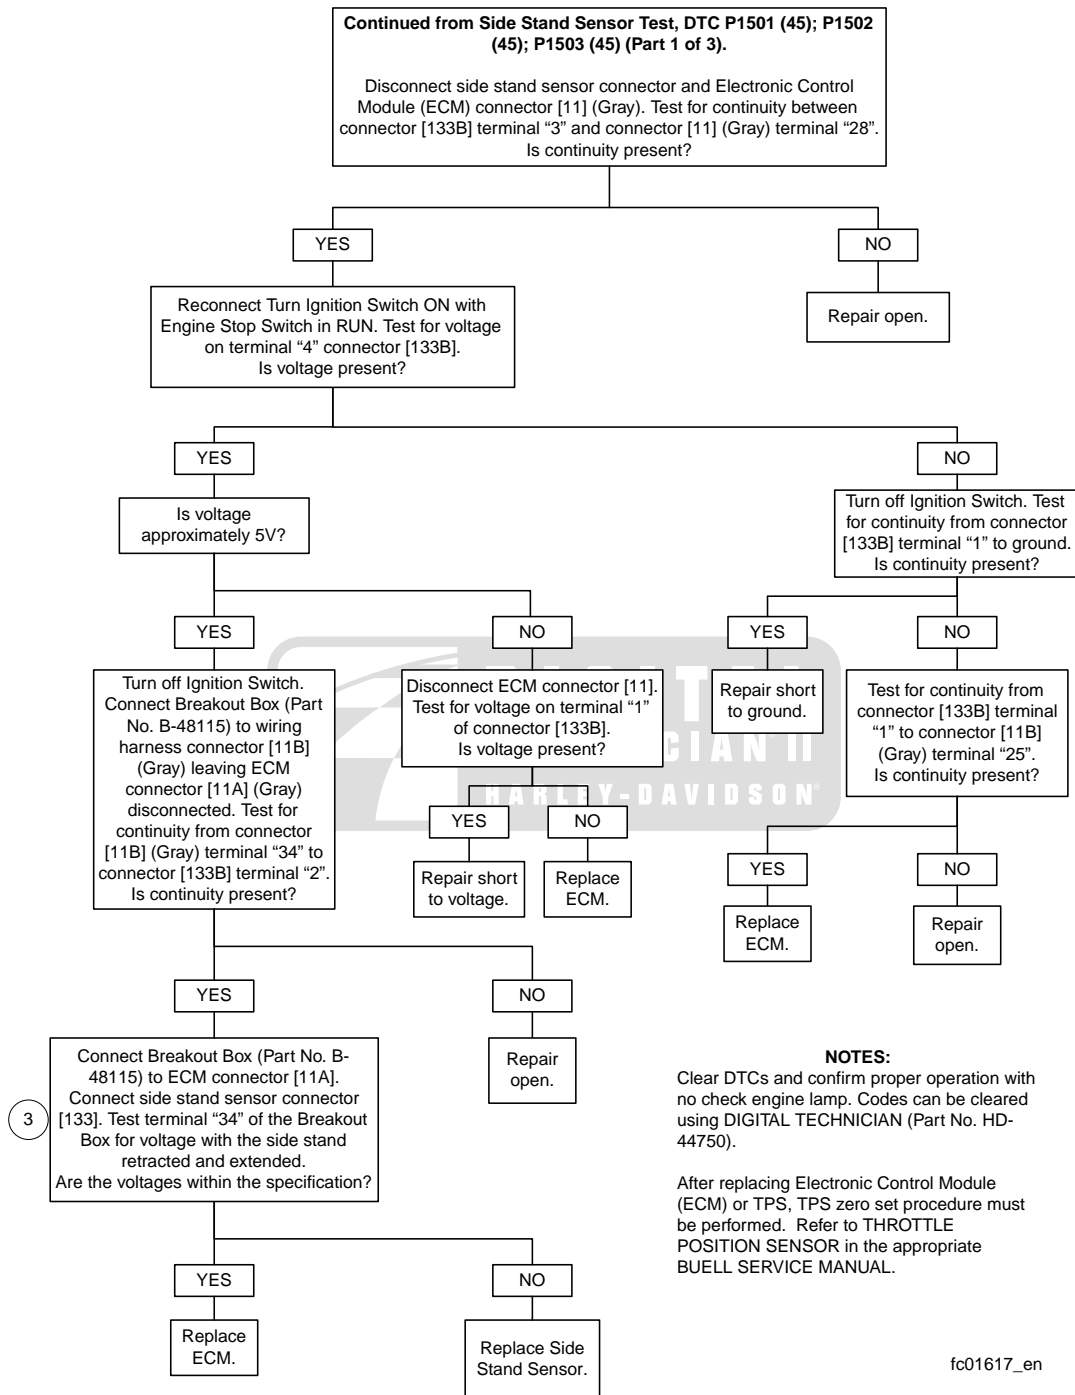 Continued from Side Stand Sensor Test, DTC P1501 (45); P1502
(45); P1503 (45) (Part 1 of 3).
Disconnect side stand sensor connector and Electronic Control
Module (ECM) connector [11] (Gray). Test for continuity between
connector [133B] terminal “3” and connector [11] (Gray) terminal “28”.
Is continuity present?
YES
NO
Reconnect Turn Ignition Switch ON with
Engine Stop Switch in RUN. Test for voltage
on terminal “4” connector [133B].
Is voltage present?
Repair open.
YES
NO
Is voltage
approximately 5V?
Turn off Ignition Switch. Test
for continuity from connector
[133B] terminal “1” to ground.
Is continuity present?
YES
NO
YES
NO
Turn off Ignition Switch.
Connect Breakout Box (Part
No. B-48115) to wiring
harness connector [11B]
(Gray) leaving ECM
connector [11A] (Gray)
disconnected. Test for
continuity from connector
[11B] (Gray) terminal “34” to
connector [133B] terminal “2”.
Is continuity present?
Disconnect ECM connector [11].
Test for voltage on terminal “1”
of connector [133B].
Is voltage present?
Repair short
to ground.
Test for continuity from
connector [133B] terminal
“1” to connector [11B]
(Gray) terminal “25”.
Is continuity present?
HARLEY-DAVIDSON®
YES
NO
Repair short
to voltage.
Replace
ECM.
YES
NO
Replace
ECM.
Repair
open.
YES
NO
3
Connect Breakout Box (Part No. B-
48115) to ECM connector [11A].
Connect side stand sensor connector
[133]. Test terminal “34” of the Breakout
Box for voltage with the side stand
retracted and extended.
Are the voltages within the specification?
Repair
open.
NOTES:
Clear DTCs and confirm proper operation with
no check engine lamp. Codes can be cleared
using DIGITAL TECHNICIAN (Part No. HD-
44750).
After replacing Electronic Control Module
(ECM) or TPS, TPS zero set procedure must
be performed.  Refer to THROTTLE
POSITION SENSOR in the appropriate
BUELL SERVICE MANUAL.
YES
NO
Replace
ECM.
Replace Side
Stand Sensor.
fc01617_en